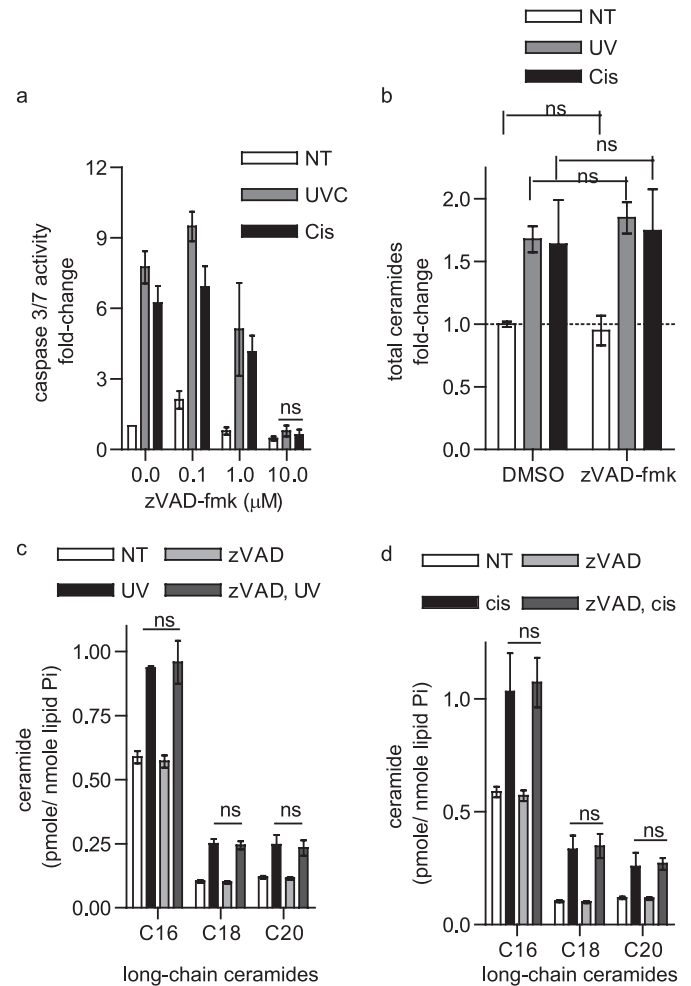 NT
UV
Cis
a
b
ns
12
9
6
3
0
NT
UVC
Cis
ns
caspase 3/7 activity
fold-change
0.0
0.1
1.0
10.0
zVAD-fmk (μM)
ns
ns
2.0
1.5
1.0
0.5
0.0
total ceramides
fold-change
DMSO
zVAD-fmk
c
NT
zVAD
UV
zVAD, UV
ns
ns
ns
1.00
0.75
0.50
0.25
0.00
ceramide
(pmole/ nmole lipid Pi)
C16
C18
C20
long-chain ceramides
d
NT
zVAD
cis
zVAD, cis
ns
ns
ns
1.0
0.5
0.0
ceramide
(pmole/ nmole lipid Pi)
C16
C18
C20
long-chain ceramides